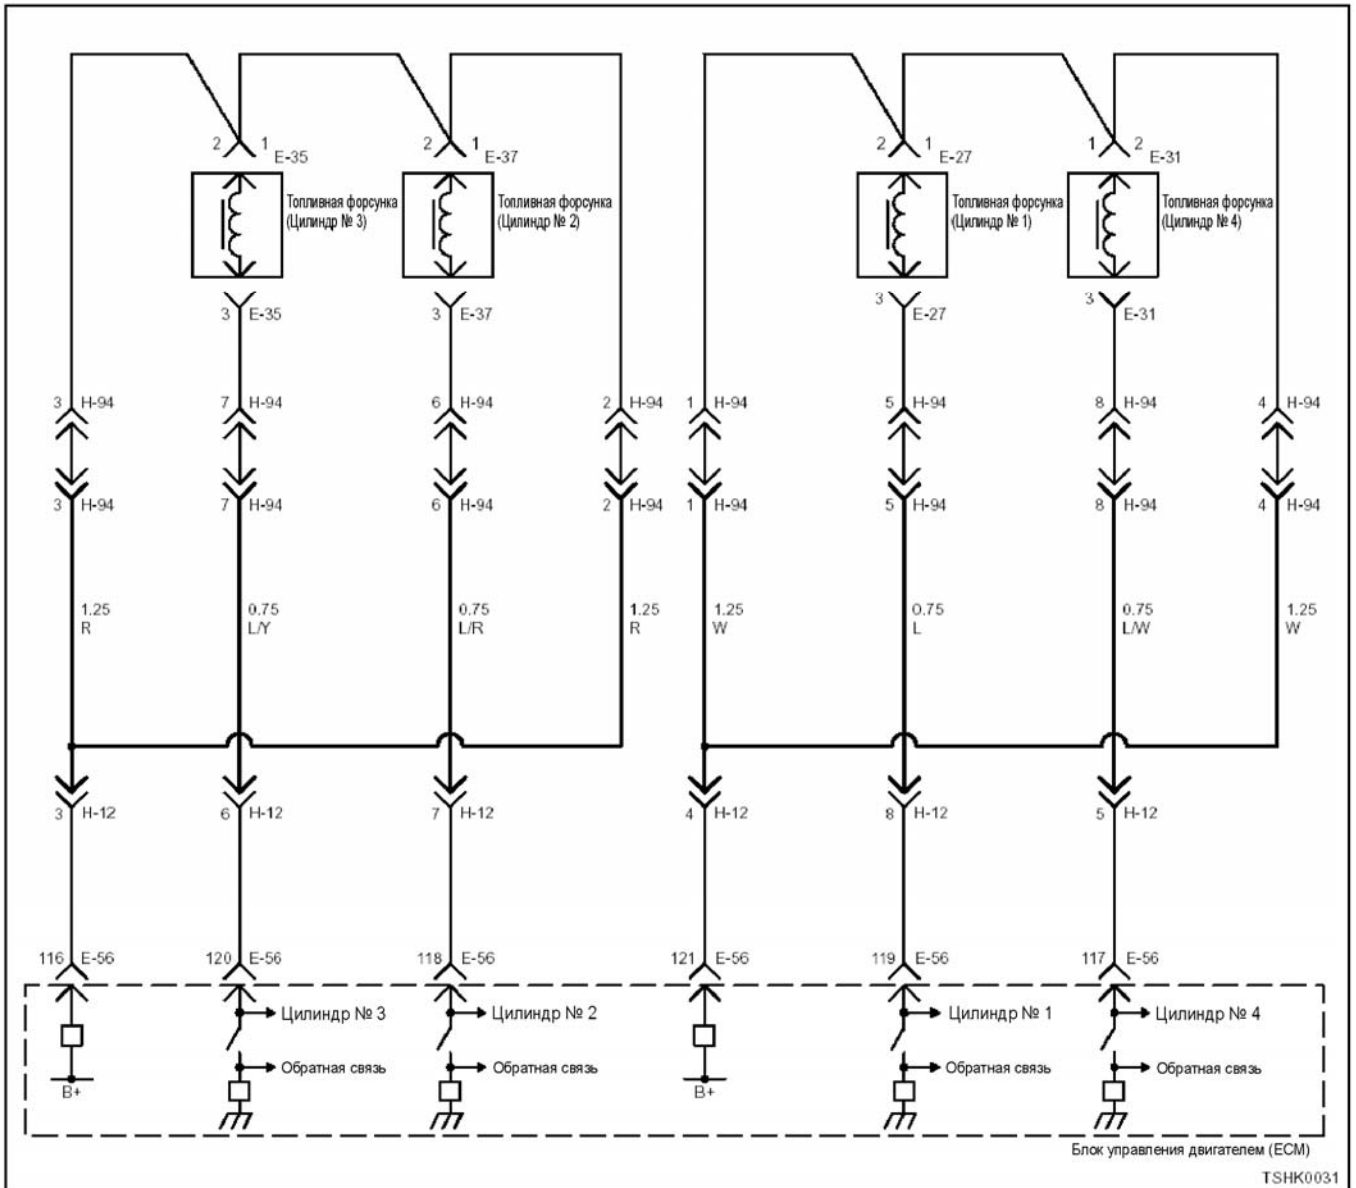 2 1 E-35 2 1 E-37 2 1 E-27 1 2 E-31
Топливная форсунка Топливная форсунка Топливная форсунка Топливная форсунка
(Цилиндр № 3) (Цилиндр № 2) (Цилиндр № 1) (Цилиндр № 4)
3 E-35 3 E-37 3 E-27 3 E-31
3 H-94 7 H-94 6 H-94 2 H-94 1 H-94 5 H-94 8 H-94 4 H-94
3 H-94 7 H-94 6 H-94 2 H-94 1 H-94 5 H-94 8 H-94 4 H-94
1.25 0.75 0.75 1.25 1.25 0.75 0.75 1.25
R L/Y L/R R W L L/W W
3 H-12 6 H-12 7 H-12 4 H-12 8 H-12 5 H-12
116 E-56 120 E-56 118 E-56 121 E-56 119 E-56 117 E-56
Цилиндр № 3 Цилиндр № 2 Цилиндр № 1 Цилиндр № 4
Обратная связь Обратная связь Обратная связь Обратная связь
B+ B+
Блок управления двигателем (ECM)
TSHK0031